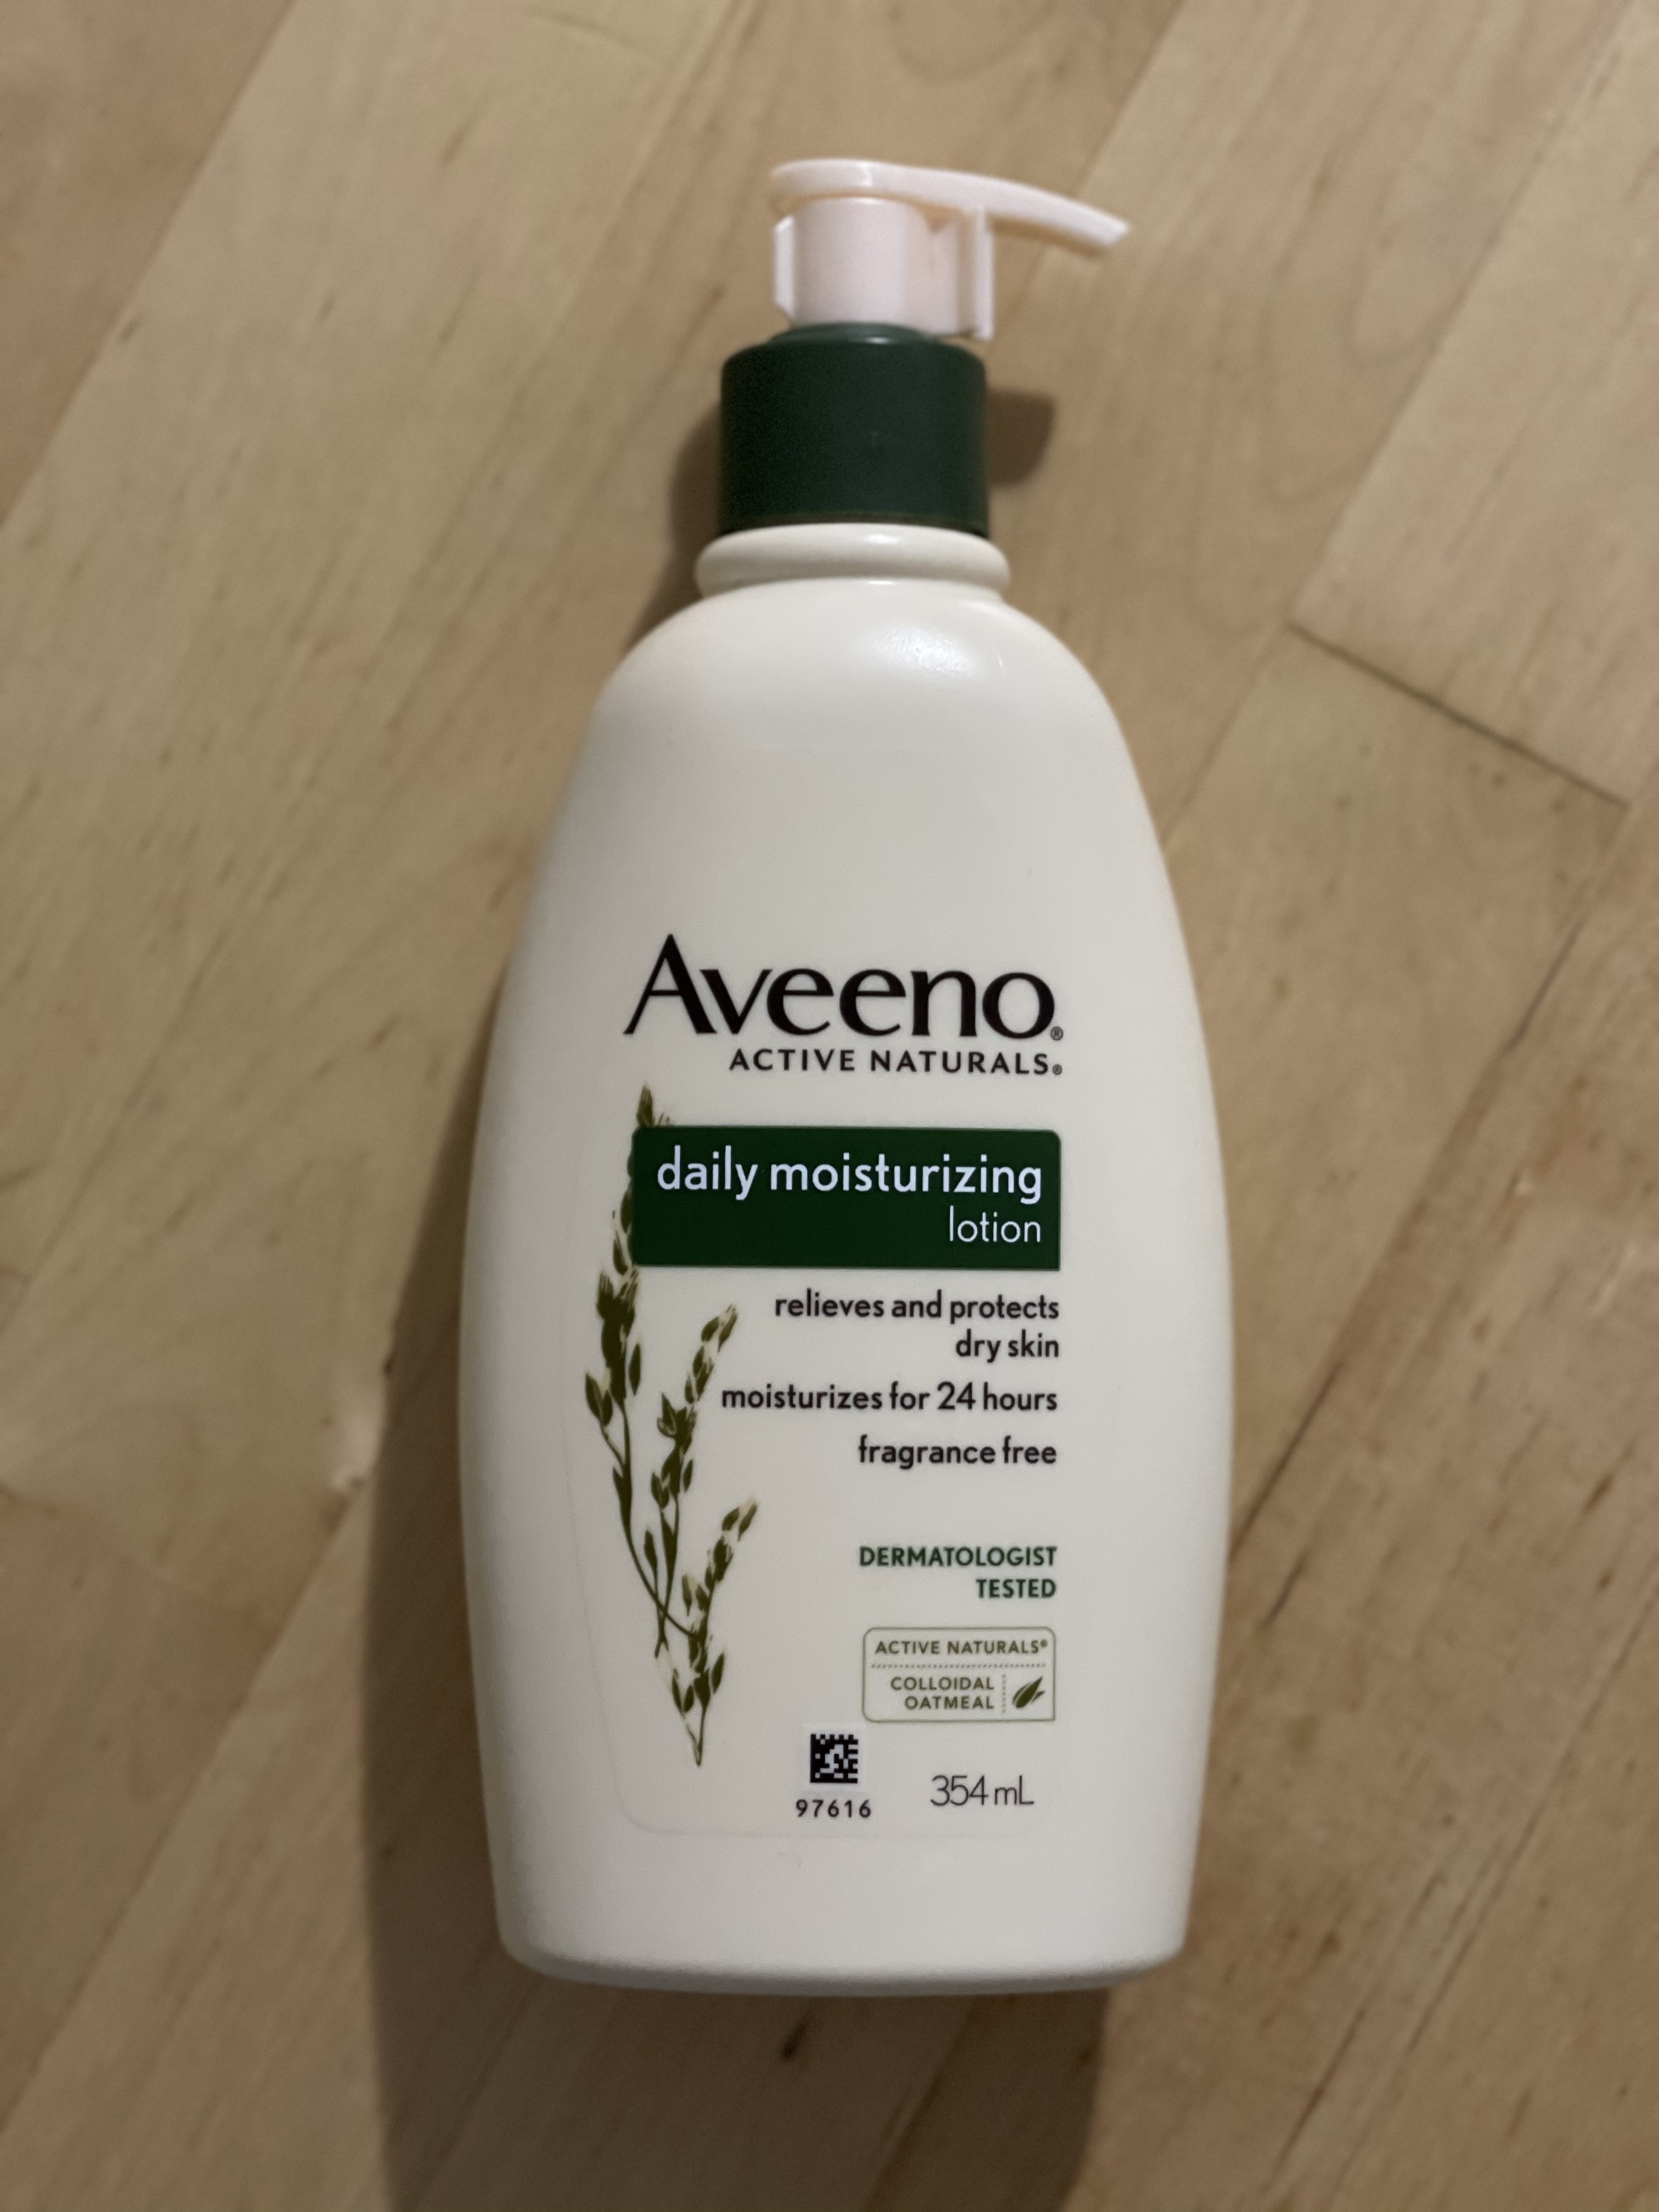 Aveeno®
ACTIVE NATURALS®
daily moisturizing
lotion
relieves and protects
dry skin
moisturizes for 24 hours
fragrance free
DERMATOLOGIST
TESTED
ACTIVE NATURALS®
COLLOIDAL
OATMEAL
97616
354 mL